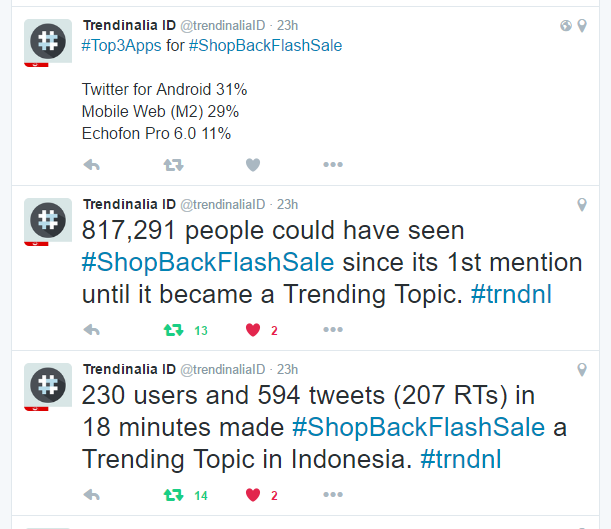 Trendinalia ID @trendinaliaID · 23h
#Top3Apps for #ShopBackFlashSale
Twitter for Android 31%
Mobile Web (M2) 29%
Echofon Pro 6.0 11%
Trendinalia ID @trendinaliaID · 23h
817,291 people could have seen
#ShopBackFlashSale since its 1st mention
until it became a Trending Topic. #trndnl
13 2
Trendinalia ID @trendinaliaID · 23h
230 users and 594 tweets (207 RTs) in
18 minutes made #ShopBackFlashSale a
Trending Topic in Indonesia. #trndnl
14 2